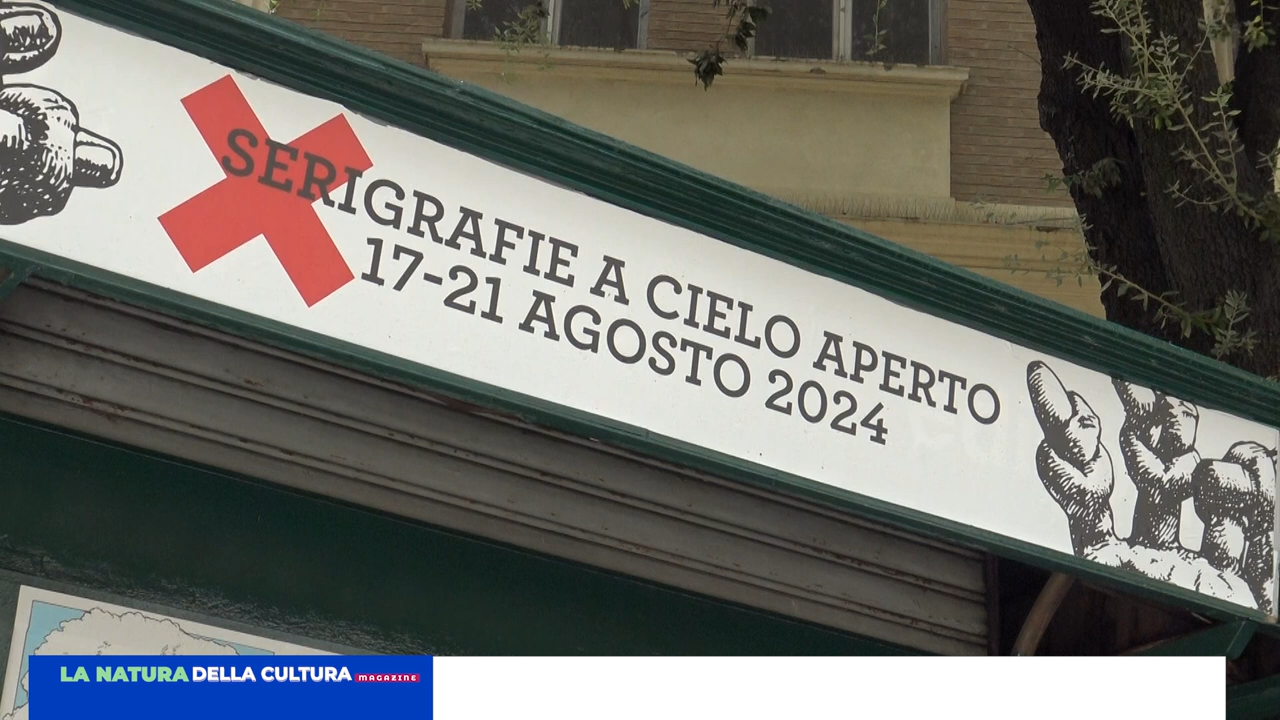 SERIGRAFIE A CIELO APERTO
17-21 AGOSTO 2024
LA NATURA DELLA CULTURA MAGAZINE